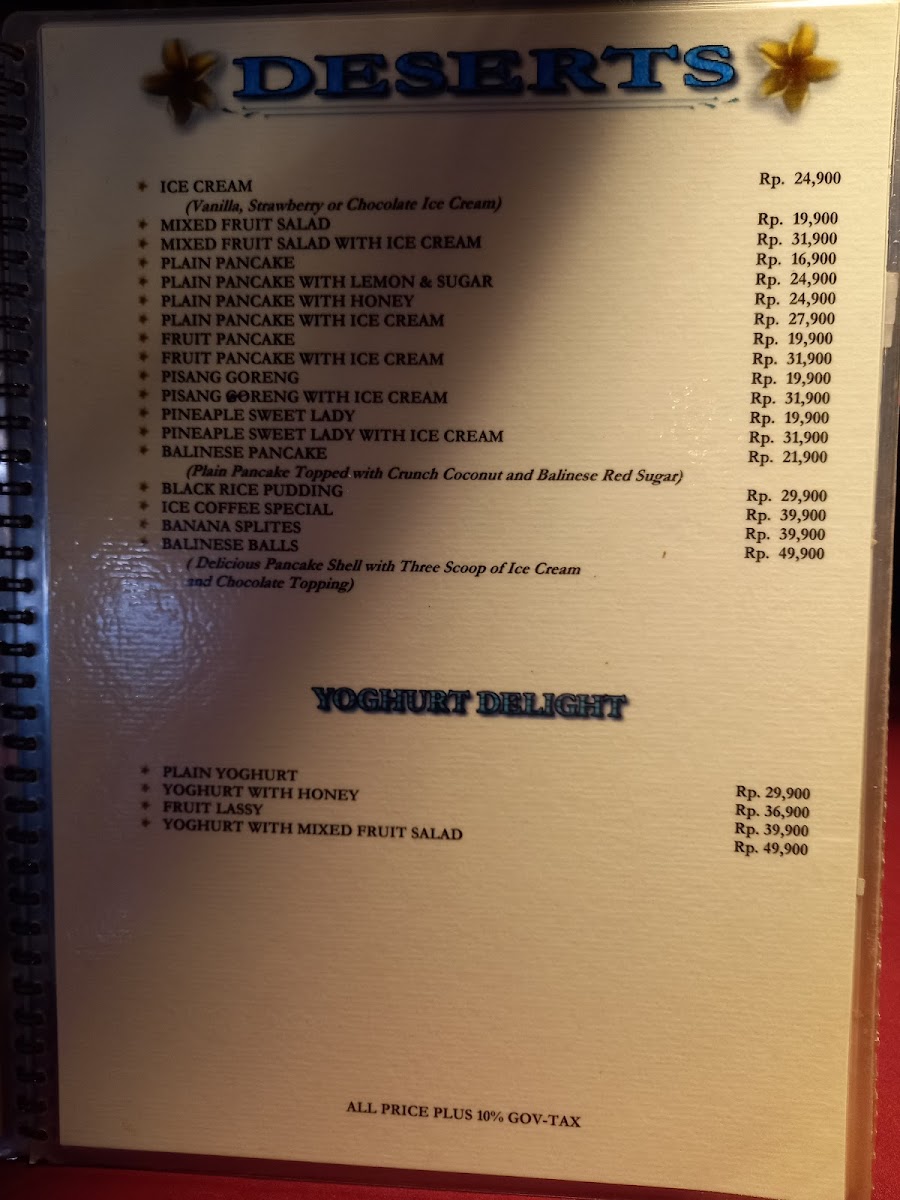 DESERTS
ICE CREAM Rp. 24,900
(Vanilla, Strawberry or Chocolate Ice Cream)
MIXED FRUIT SALAD Rp. 19,900
MIXED FRUIT SALAD WITH ICE CREAM Rp. 31,900
PLAIN PANCAKE Rp. 16,900
PLAIN PANCAKE WITH LEMON & SUGAR Rp. 24,900
PLAIN PANCAKE WITH HONEY Rp. 24,900
PLAIN PANCAKE WITH ICE CREAM Rp. 27,900
FRUIT PANCAKE Rp. 19,900
FRUIT PANCAKE WITH ICE CREAM Rp. 31,900
PISANG GORENG Rp. 19,900
PISANG GORENG WITH ICE CREAM Rp. 31,900
PINEAPLE SWEET LADY Rp. 19,900
PINEAPLE SWEET LADY WITH ICE CREAM Rp. 31,900
BALINESE PANCAKE Rp. 21,900
(Plain Pancake Topped with Crunch Coconut and Balinese Red Sugar)
BLACK RICE PUDDING Rp. 29,900
ICE COFFEE SPECIAL Rp. 39,900
BANANA SPLITES Rp. 39,900
BALINESE BALLS Rp. 49,900
( Delicious Pancake Shell with Three Scoop of Ice Cream
and Chocolate Topping)
YOGHURT DELIGHT
PLAIN YOGHURT Rp. 29,900
YOGHURT WITH HONEY Rp. 36,900
FRUIT LASSY Rp. 39,900
YOGHURT WITH MIXED FRUIT SALAD Rp. 49,900
ALL PRICE PLUS 10% GOV-TAX